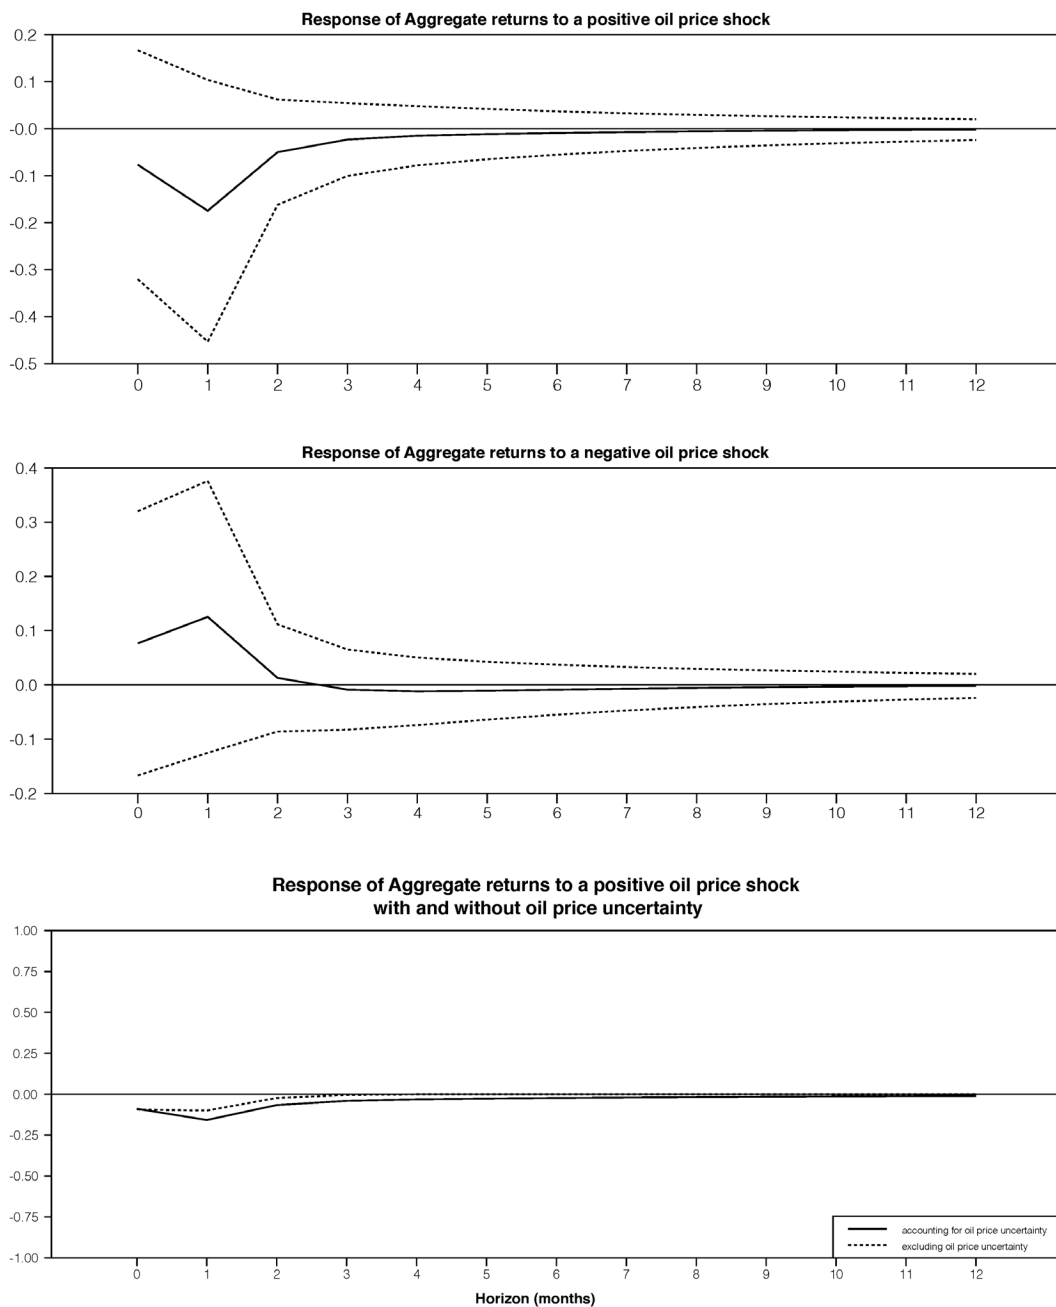 Response of Aggregate returns to a positive oil price shock
0.2
0.1
-0.0
-0.1
-0.2
-0.3
-0.4
-0.5
0 1 2 3 4 5 6 7 8 9 10 11 12
Response of Aggregate returns to a negative oil price shock
0.4
0.3
0.2
0.1
0.0
-0.1
-0.2
0 1 2 3 4 5 6 7 8 9 10 11 12
Response of Aggregate returns to a positive oil price shock
with and without oil price uncertainty
1.00
0.75
0.50
0.25
0.00
-0.25
-0.50
-0.75
-1.00
accounting for oil price uncertainty
excluding oil price uncertainty
0 1 2 3 4 5 6 7 8 9 10 11 12
Horizon (months)